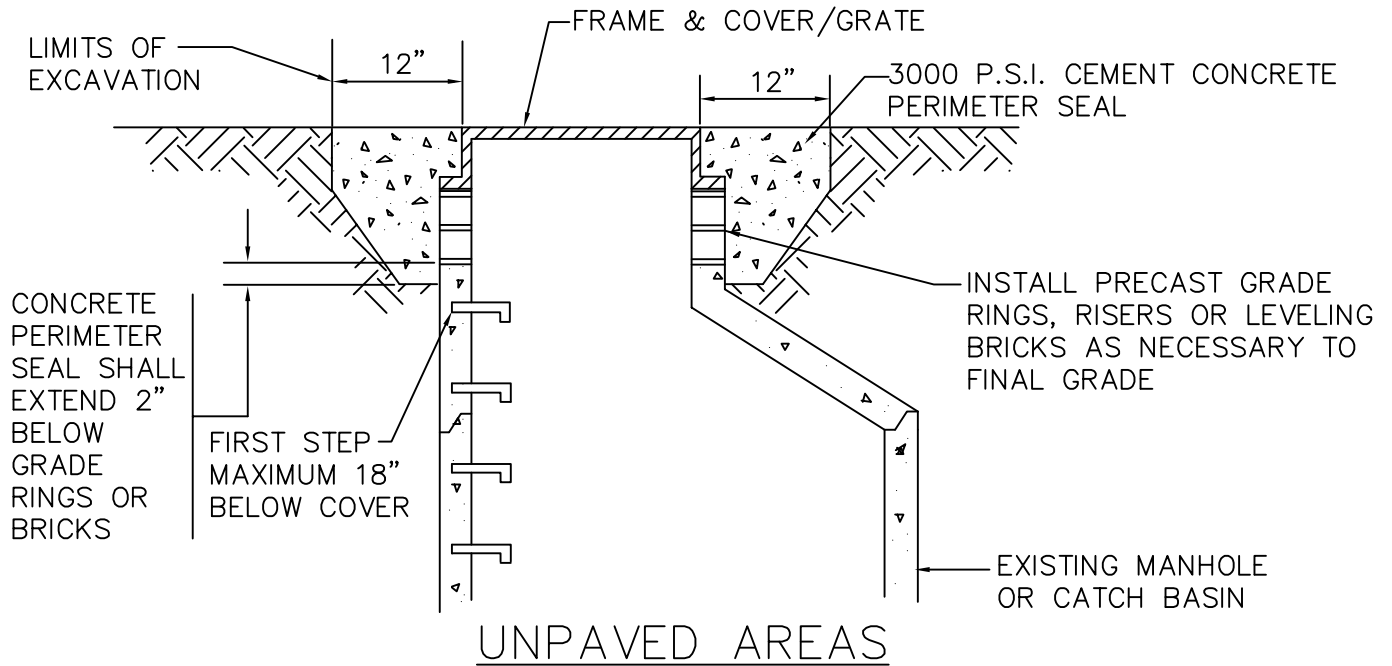 FRAME & COVER/GRATE
LIMITS OF
EXCAVATION
12”
12”
3000 P.S.I. CEMENT CONCRETE
PERIMETER SEAL
INSTALL PRECAST GRADE
RINGS, RISERS OR LEVELING
BRICKS AS NECESSARY TO
FINAL GRADE
CONCRETE
PERIMETER
SEAL SHALL
EXTEND 2”
BELOW
GRADE
RINGS OR
BRICKS
FIRST STEP
MAXIMUM 18”
BELOW COVER
EXISTING MANHOLE
OR CATCH BASIN
UNPAVED AREAS